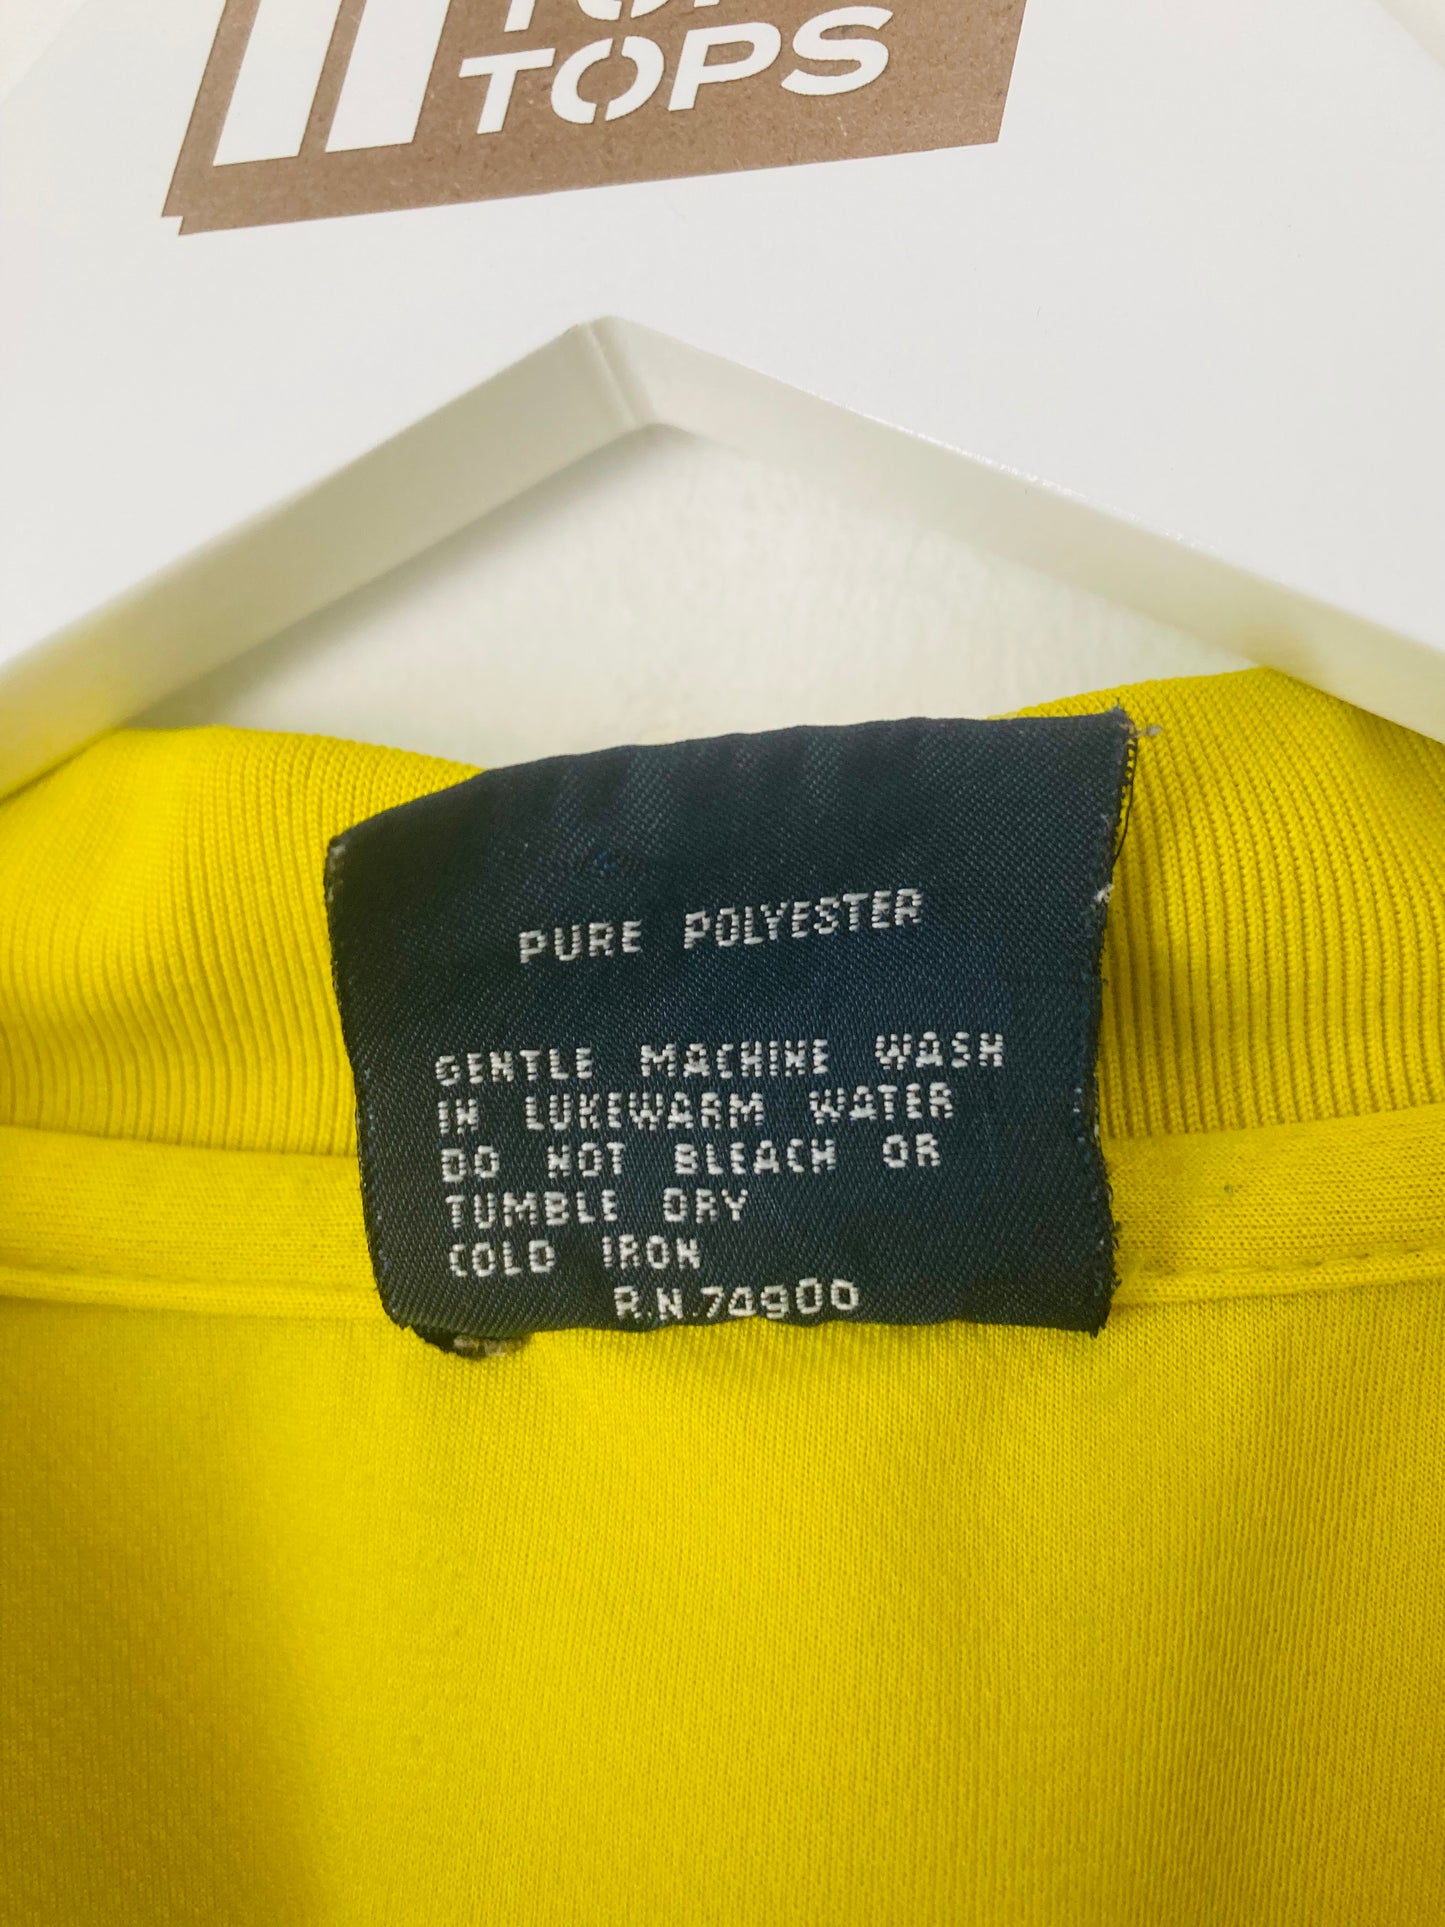 TOPS
PURE POLYESTER
GENTLE MACHINE WASH
IN LUKEWARM WATER
DO NOT BLEACH OR
TUMBLE DRY
COLD IRON
R.N.74900